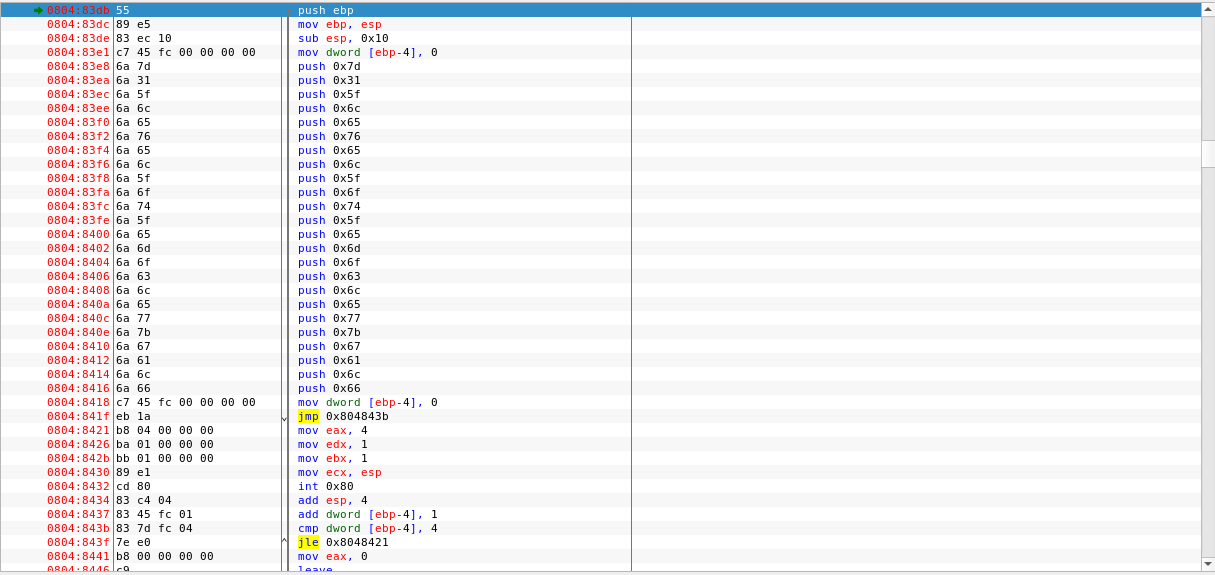 0804:83db 55 push ebp
0804:83dc 89 e5 mov ebp, esp
0804:83de 83 ec 10 sub esp, 0x10
0804:83e1 c7 45 fc 00 00 00 00 mov dword [ebp-4], 0
0804:83e8 6a 7d push 0x7d
0804:83ea 6a 31 push 0x31
0804:83ec 6a 5f push 0x5f
0804:83ee 6a 6c push 0x6c
0804:83f0 6a 65 push 0x65
0804:83f2 6a 76 push 0x76
0804:83f4 6a 65 push 0x65
0804:83f6 6a 6c push 0x6c
0804:83f8 6a 5f push 0x5f
0804:83fa 6a 6f push 0x6f
0804:83fc 6a 74 push 0x74
0804:83fe 6a 5f push 0x5f
0804:8400 6a 65 push 0x65
0804:8402 6a 6d push 0x6d
0804:8404 6a 6f push 0x6f
0804:8406 6a 63 push 0x63
0804:8408 6a 6c push 0x6c
0804:840a 6a 65 push 0x65
0804:840c 6a 77 push 0x77
0804:840e 6a 7b push 0x7b
0804:8410 6a 67 push 0x67
0804:8412 6a 61 push 0x61
0804:8414 6a 6c push 0x6c
0804:8416 6a 66 push 0x66
0804:8418 c7 45 fc 00 00 00 00 mov dword [ebp-4], 0
0804:841f eb 1a jmp 0x804843b
0804:8421 b8 04 00 00 00 mov eax, 4
0804:8426 ba 01 00 00 00 mov edx, 1
0804:842b bb 01 00 00 00 mov ebx, 1
0804:8430 89 e1 mov ecx, esp
0804:8432 cd 80 int 0x80
0804:8434 83 c4 04 add esp, 4
0804:8437 83 45 fc 01 add dword [ebp-4], 1
0804:843b 83 7d fc 04 cmp dword [ebp-4], 4
0804:843f 7e e0 jle 0x8048421
0804:8441 b8 00 00 00 00 mov eax, 0
0804:8446 c9 leave